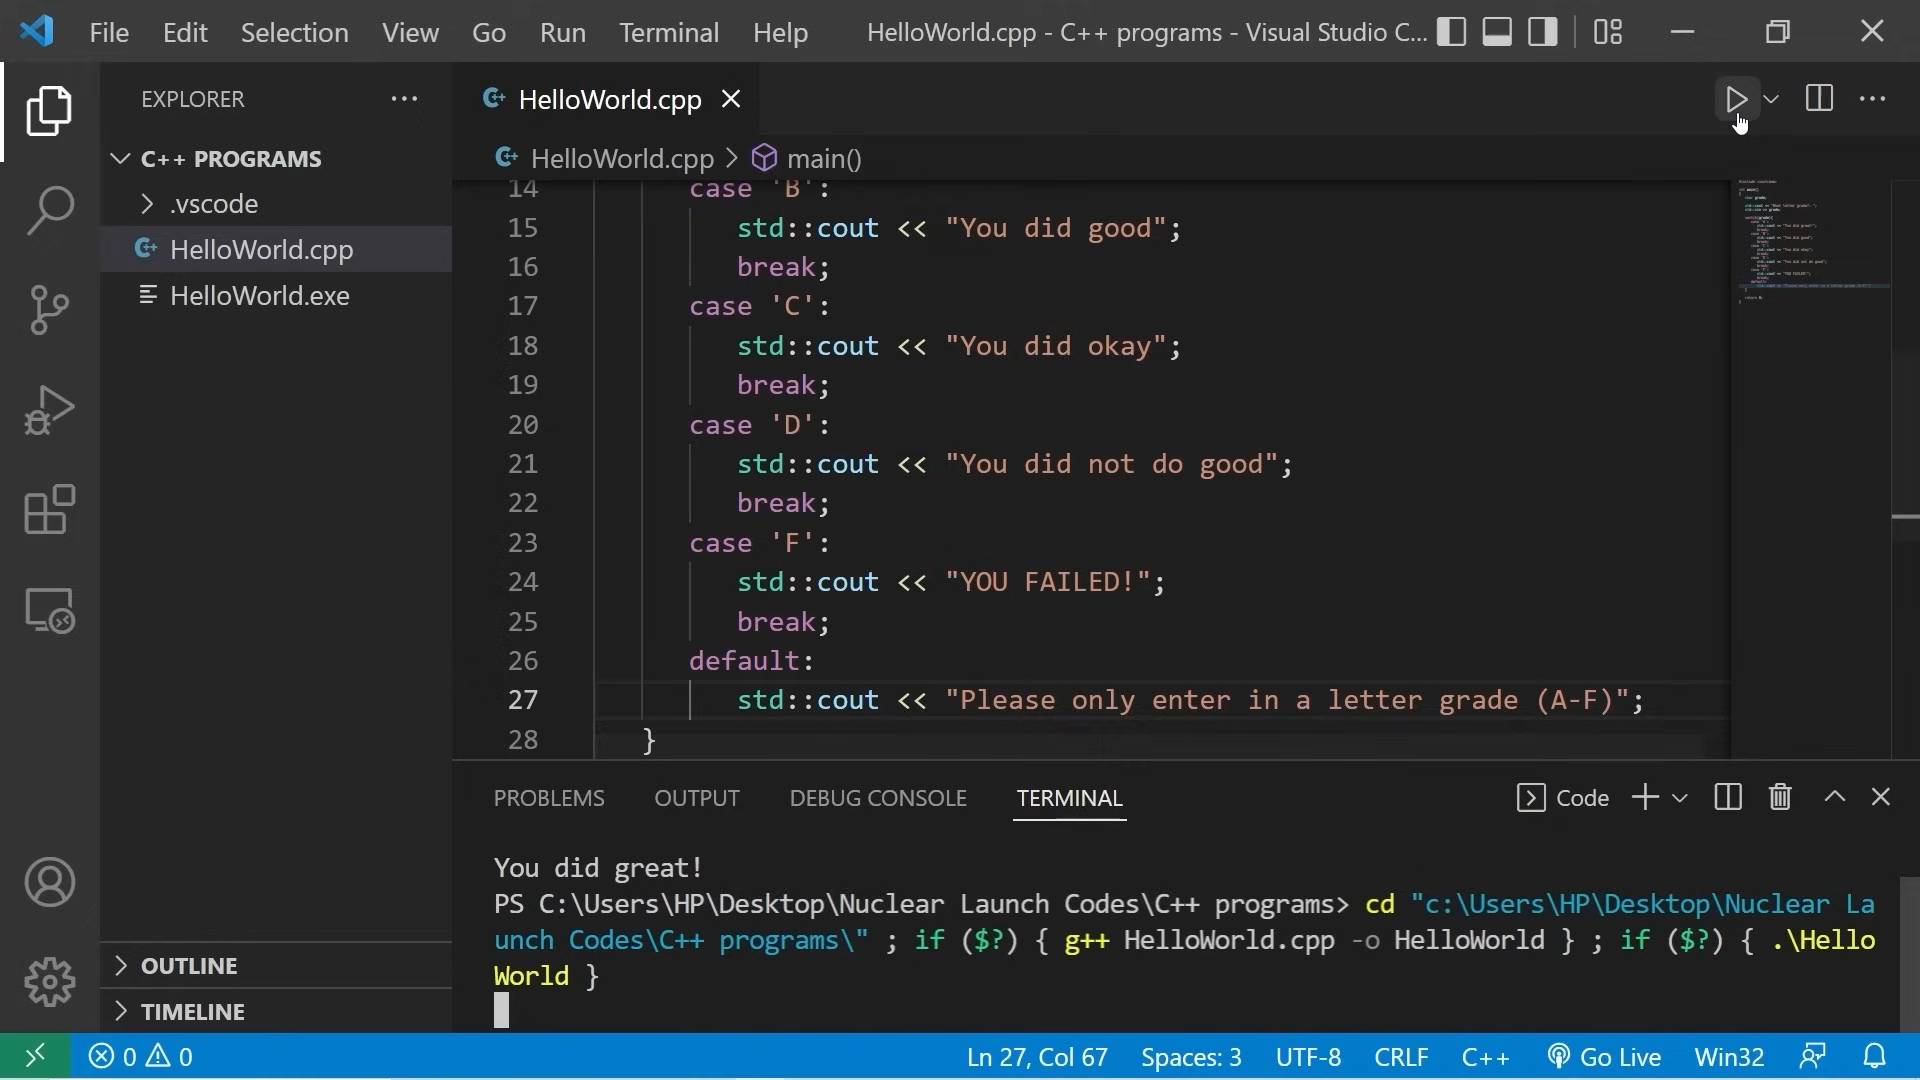 File Edit Selection View Go Run Terminal Help HelloWorld.cpp - C++ programs - Visual Studio C...
EXPLORER
C++ PROGRAMS
.vscode
HelloWorld.cpp
HelloWorld.exe
OUTLINE
TIMELINE
HelloWorld.cpp
HelloWorld.cpp > main()
14 case 'B':
15 std::cout << "You did good";
16 break;
17 case 'C':
18 std::cout << "You did okay";
19 break;
20 case 'D':
21 std::cout << "You did not do good";
22 break;
23 case 'F':
24 std::cout << "YOU FAILED!";
25 break;
26 default:
27 std::cout << "Please only enter in a letter grade (A-F)";
28 }
PROBLEMS OUTPUT DEBUG CONSOLE TERMINAL Code
You did great!
PS C:\Users\HP\Desktop\Nuclear Launch Codes\C++ programs> cd "c:\Users\HP\Desktop\Nuclear La
unch Codes\C++ programs\" ; if ($?) { g++ HelloWorld.cpp -o HelloWorld } ; if ($?) { .\Hello
World }
0 0 Ln 27, Col 67 Spaces: 3 UTF-8 CRLF C++ Go Live Win32